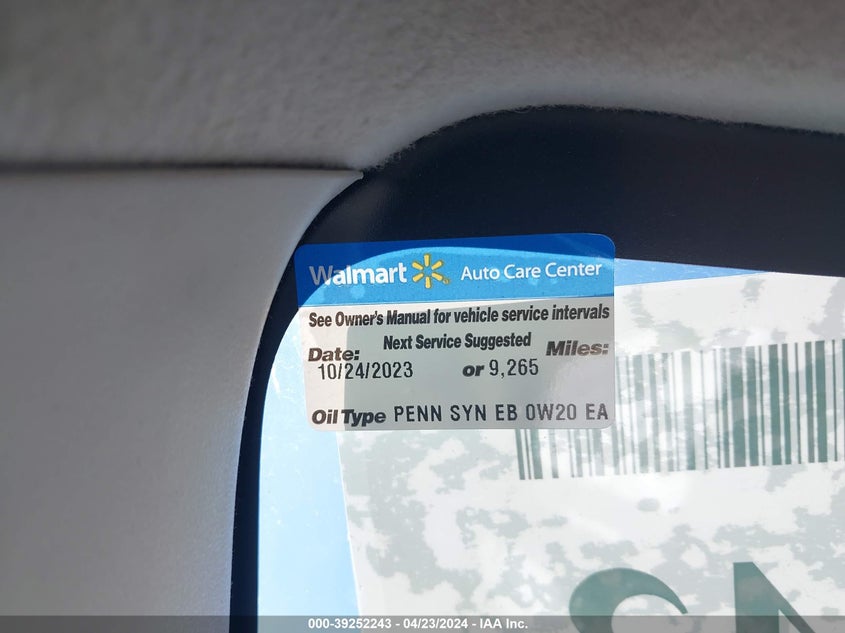 Walmart Auto Care Center
See Owner's Manual for vehicle service intervals
Next Service Suggested
Date: Miles:
10/24/2023 or 9,265
Oil Type PENN SYN EB 0W20 EA
000-39252243 - 04/23/2024 - IAA Inc.